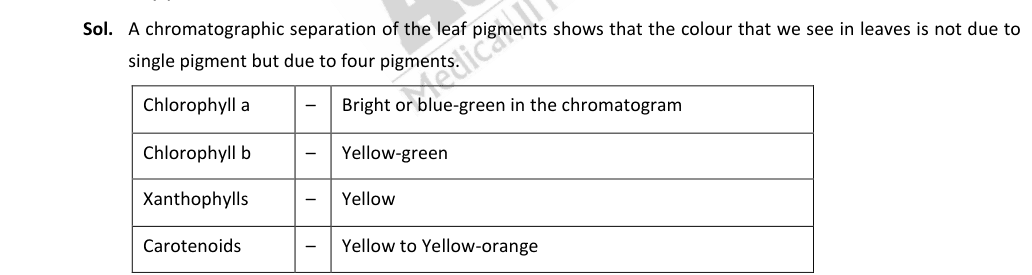 Sol. A chromatographic separation of the leaf pigments shows that the colour that we see in leaves is not due to
single pigment but due to four pigments.
Chlorophyll a – Bright or blue-green in the chromatogram
Chlorophyll b – Yellow-green
Xanthophylls – Yellow
Carotenoids – Yellow to Yellow-orange
Medical